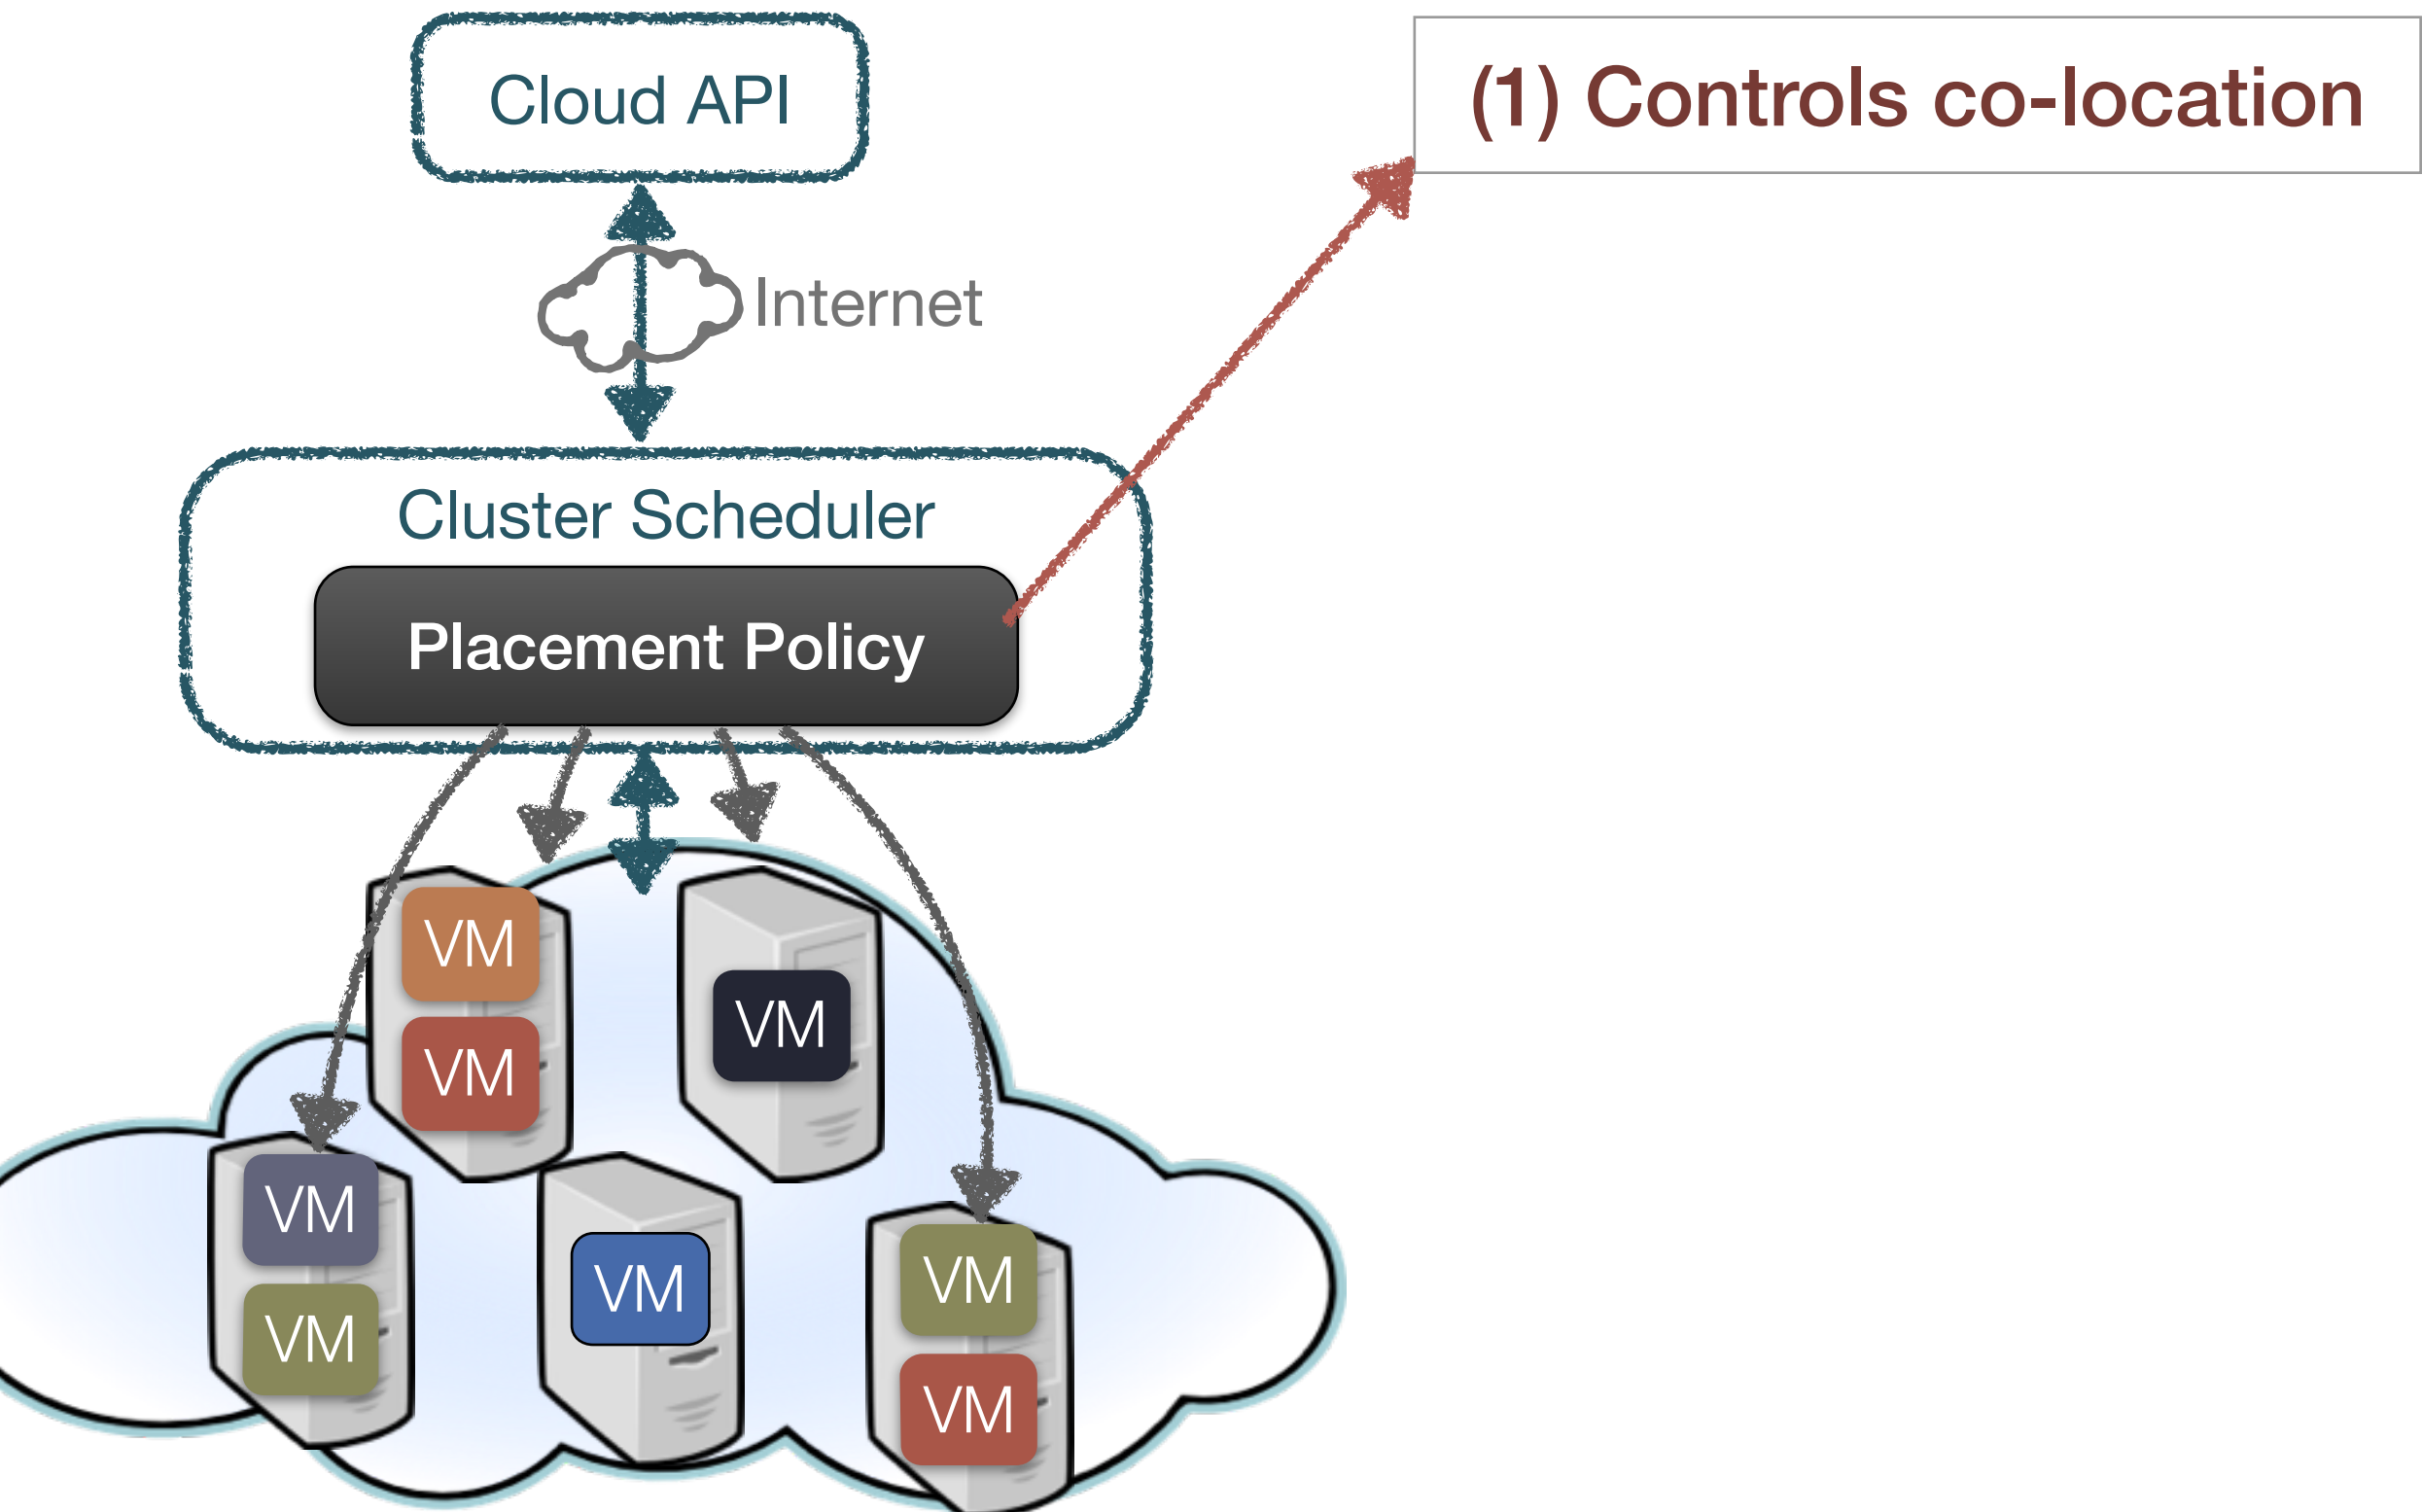 Cloud API
(1) Controls co-location
Internet
Cluster Scheduler
Placement Policy
VM
VM
VM
VM
VM
VM
VM
VM